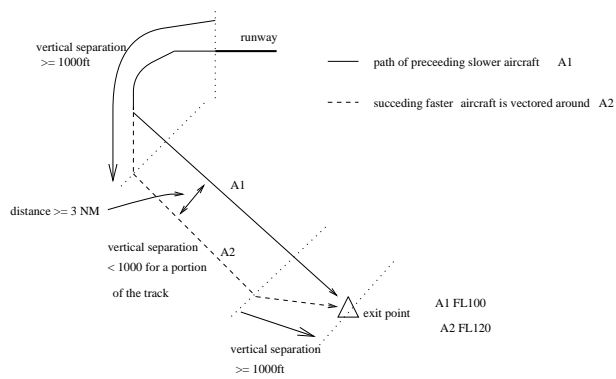 runway
vertical separation
>= 1000ft
path of preceeding slower aircraft A1
succeding faster aircraft is vectored around A2
A1
distance >= 3 NM
A2
vertical separation
< 1000 for a portion
of the track
A1 FL100
exit point
A2 FL120
vertical separation
>= 1000ft